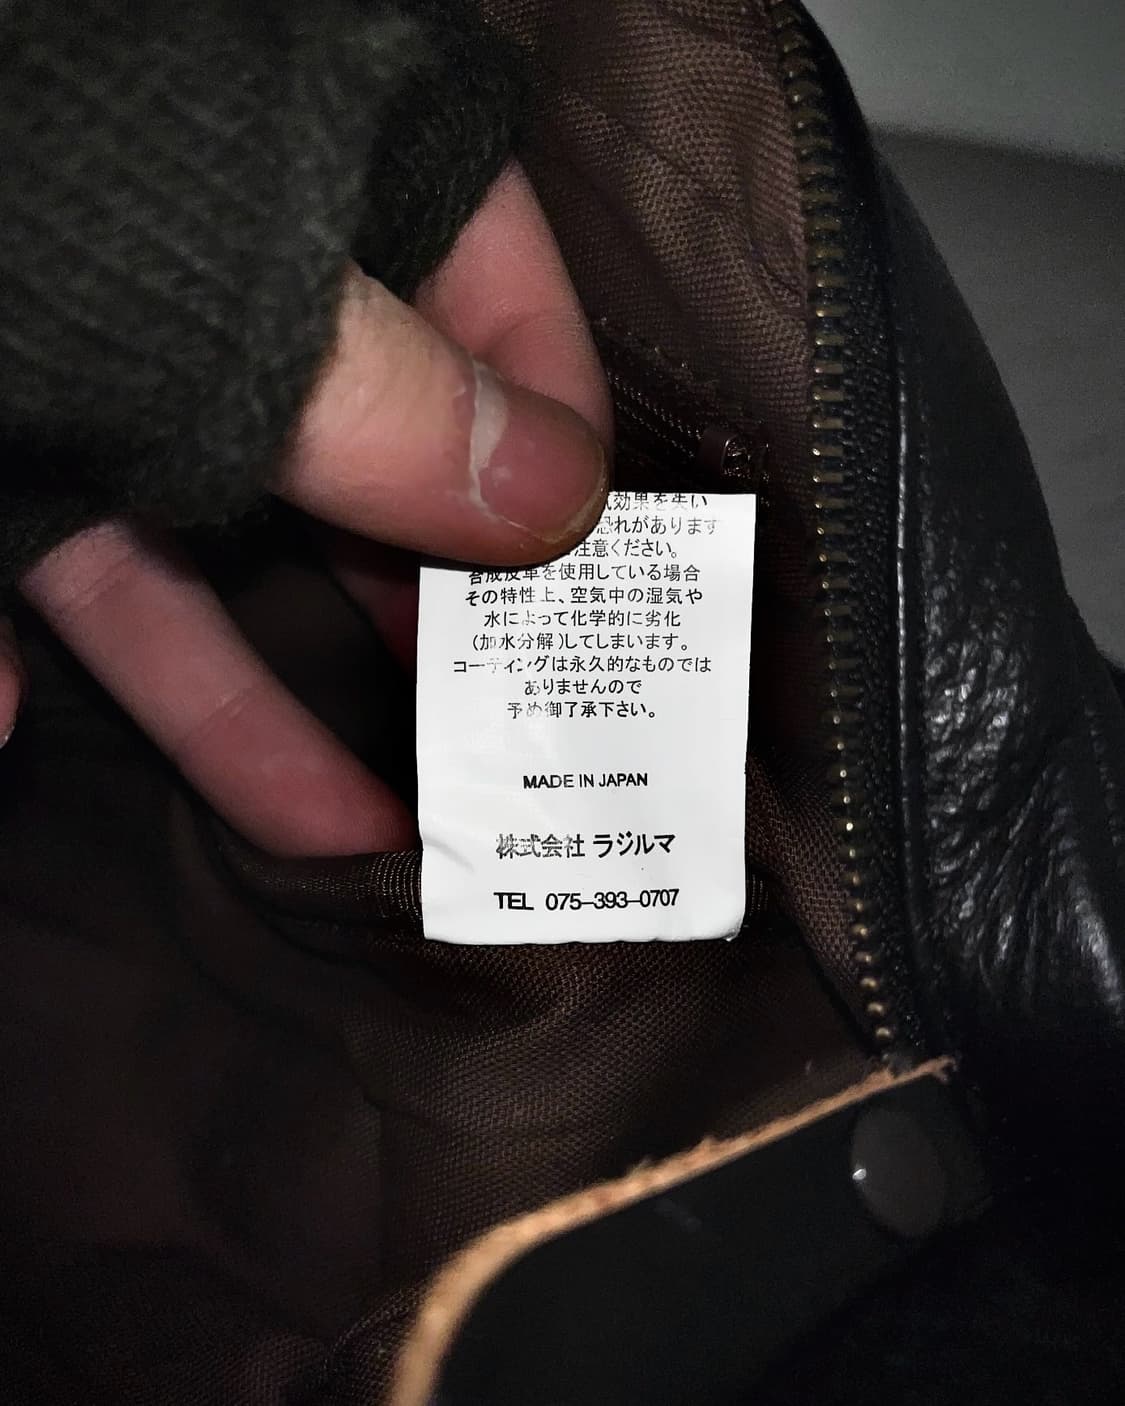 効果を失い
恐れがあります
注意ください。
合成皮革を使用している場合
その特性上、空気中の湿気や
水によって化学的に劣化
(加水分解)してしまいます。
コーティングは永久的なものでは
ありませんので
予め御了承下さい。
MADE IN JAPAN
株式会社 ラジルマ
TEL 075-393-0707